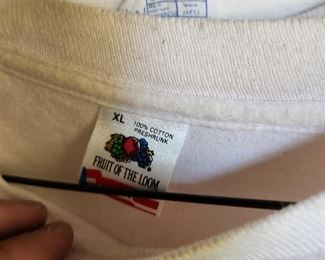 XL 100% COTTON
PRESHRUNK
FRUIT OF THE LOOM
®